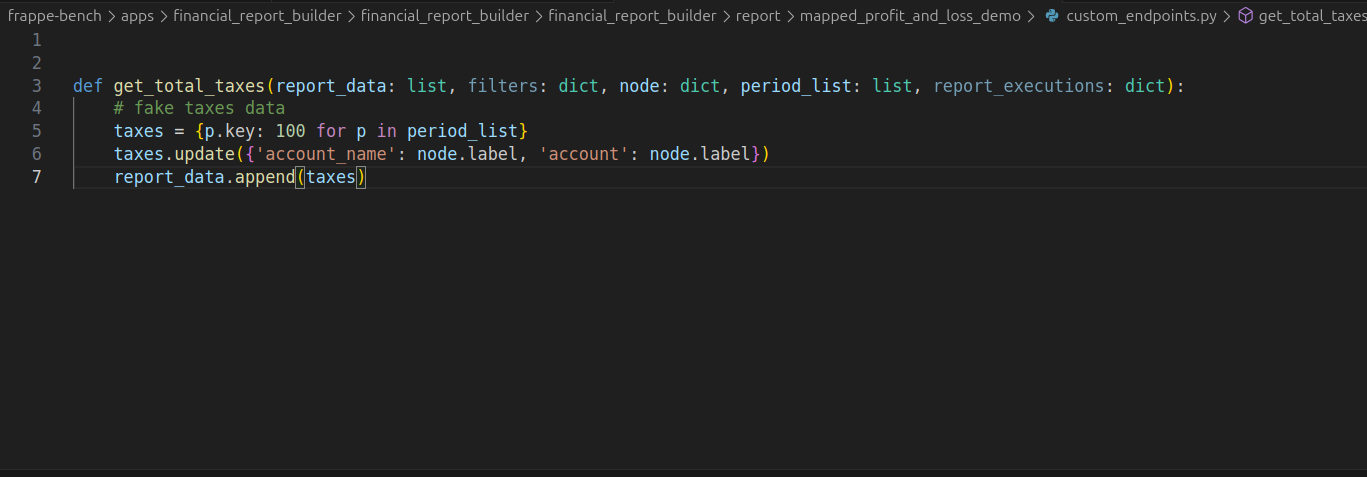 frappe-bench > apps > financial_report_builder > financial_report_builder > financial_report_builder > report > mapped_profit_and_loss_demo > custom_endpoints.py > get_total_taxes
1
2
3 def get_total_taxes(report_data: list, filters: dict, node: dict, period_list: list, report_executions: dict):
4     # fake taxes data
5     taxes = {p.key: 100 for p in period_list}
6     taxes.update({'account_name': node.label, 'account': node.label})
7     report_data.append(taxes)